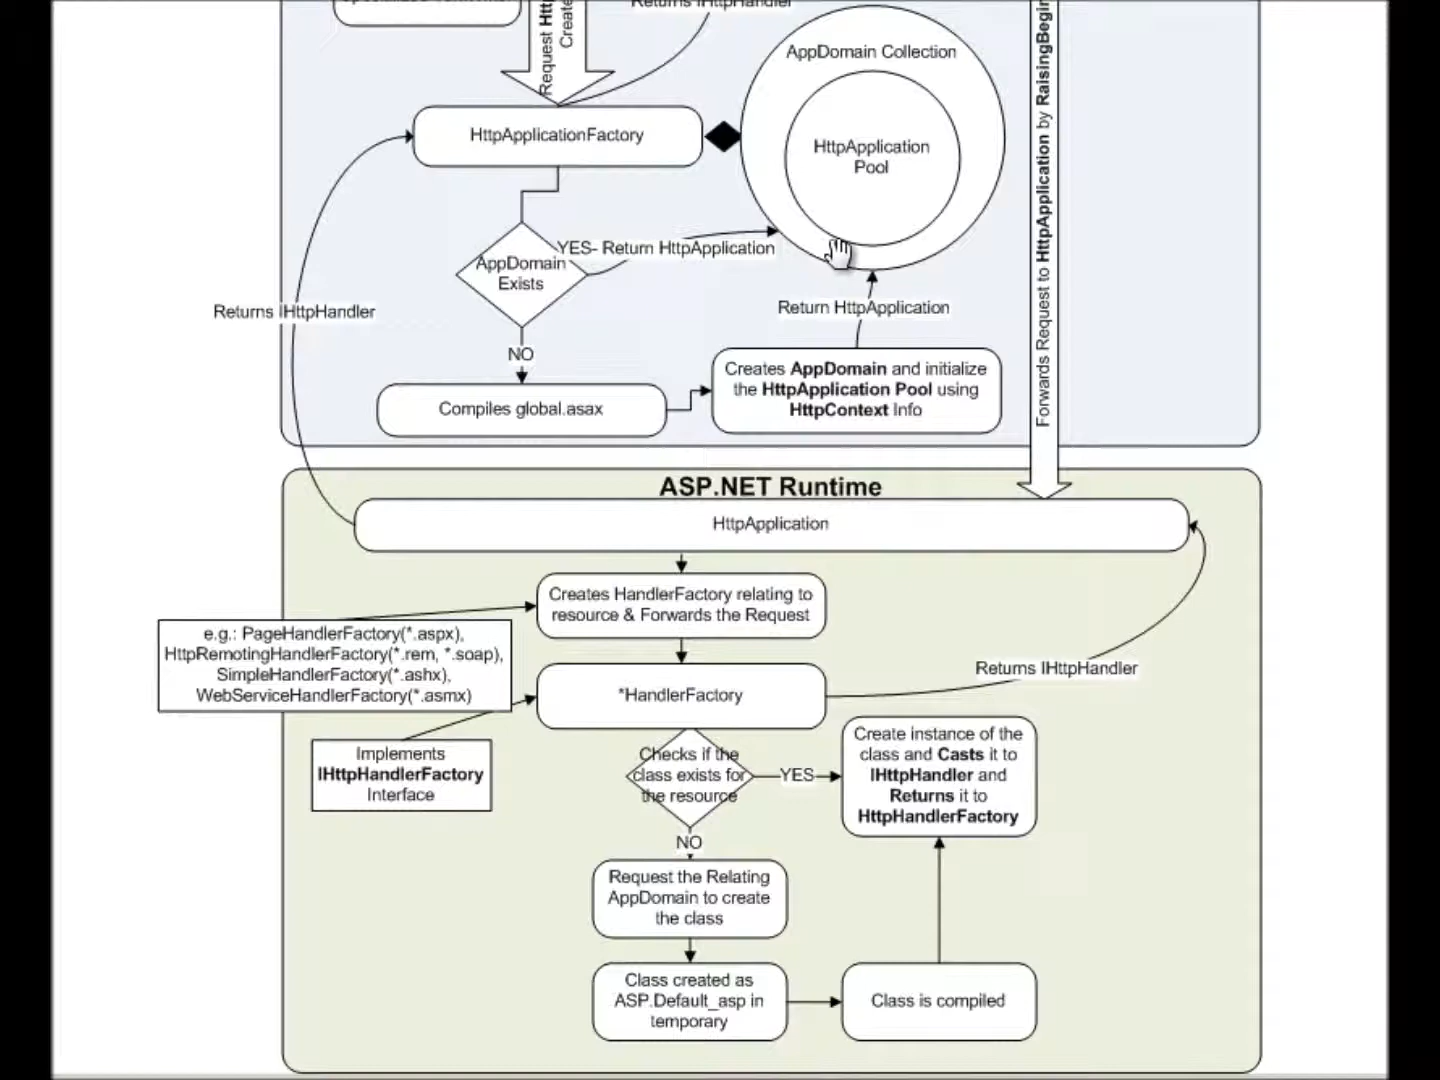 Returns IHttpHandler
Request Htt
Create
AppDomain Collection
HttpApplicationFactory
HttpApplication
Pool
YES- Return HttpApplication
AppDomain
Exists
Returns IHttpHandler
Return HttpApplication
NO
Compiles global.asax
Creates AppDomain and initialize
the HttpApplication Pool using
HttpContext Info
Forwards Request to HttpApplication by RaisingBegin
ASP.NET Runtime
HttpApplication
Creates HandlerFactory relating to
resource & Forwards the Request
e.g.: PageHandlerFactory(*.aspx),
HttpRemotingHandlerFactory(*.rem, *.soap),
SimpleHandlerFactory(*.ashx),
WebServiceHandlerFactory(*.asmx)
*HandlerFactory
Returns IHttpHandler
Implements
IHttpHandlerFactory
Interface
Checks if the
class exists for
the resource
YES
Create instance of the
class and Casts it to
IHttpHandler and
Returns it to
HttpHandlerFactory
NO
Request the Relating
AppDomain to create
the class
Class created as
ASP.Default_asp in
temporary
Class is compiled